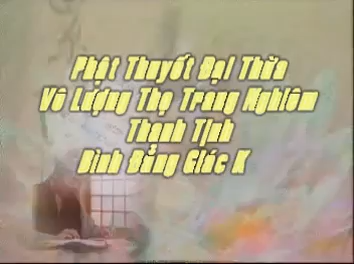 Phật Thuyết Đại Thừa
Vô Lượng Thọ Trang Nghiêm
Thanh Tịnh
Bình Đẳng Giác K